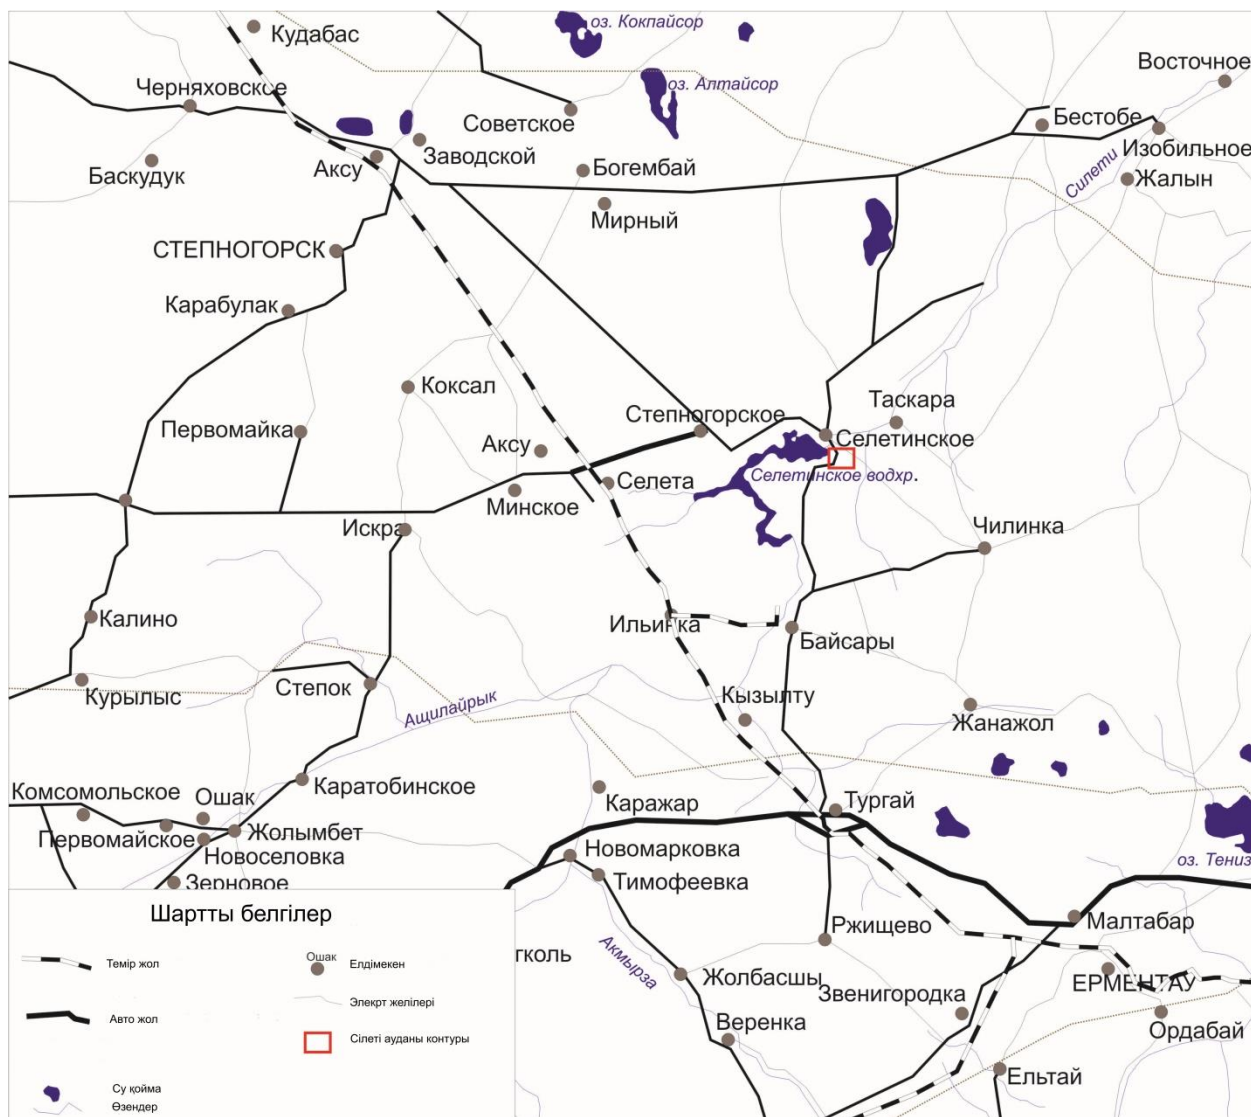 Кудабас
оз. Кокпайсор
Восточное
Черняховское
оз. Алтайсор
Советское
Бестобе
Заводской
Изобильное
Баскудук
Аксу
Богембай
Силети
Жалын
Мирный
СТЕПНОГОРСК
Карабулак
Коксал
Таскара
Степногорское
Первомайка
Аксу
Селетинское
Селета
Селетинское водхр.
Минское
Искра
Чилинка
Калино
Ильинка
Байсары
Курылыс
Степок
Кызылту
Ащилайрык
Жанажол
Каратобинское
Комсомольское
Ошак
Каражар
Тургай
Первомайское
Жолымбет
Новоселовка
Новомарковка
оз. Тениз
Зерновое
Тимофеевка
Шартты белгілер
Малтабар
Ржищево
Ошак
гколь
Акмырза
Темір жол
Елдімекен
Жолбасшы
ЕРМЕНТАУ
Звенигородка
Элекрт желілері
Авто жол
Веренка
Ордабай
Сілеті ауданы контуры
Ельтай
Су қойма
Өзендер